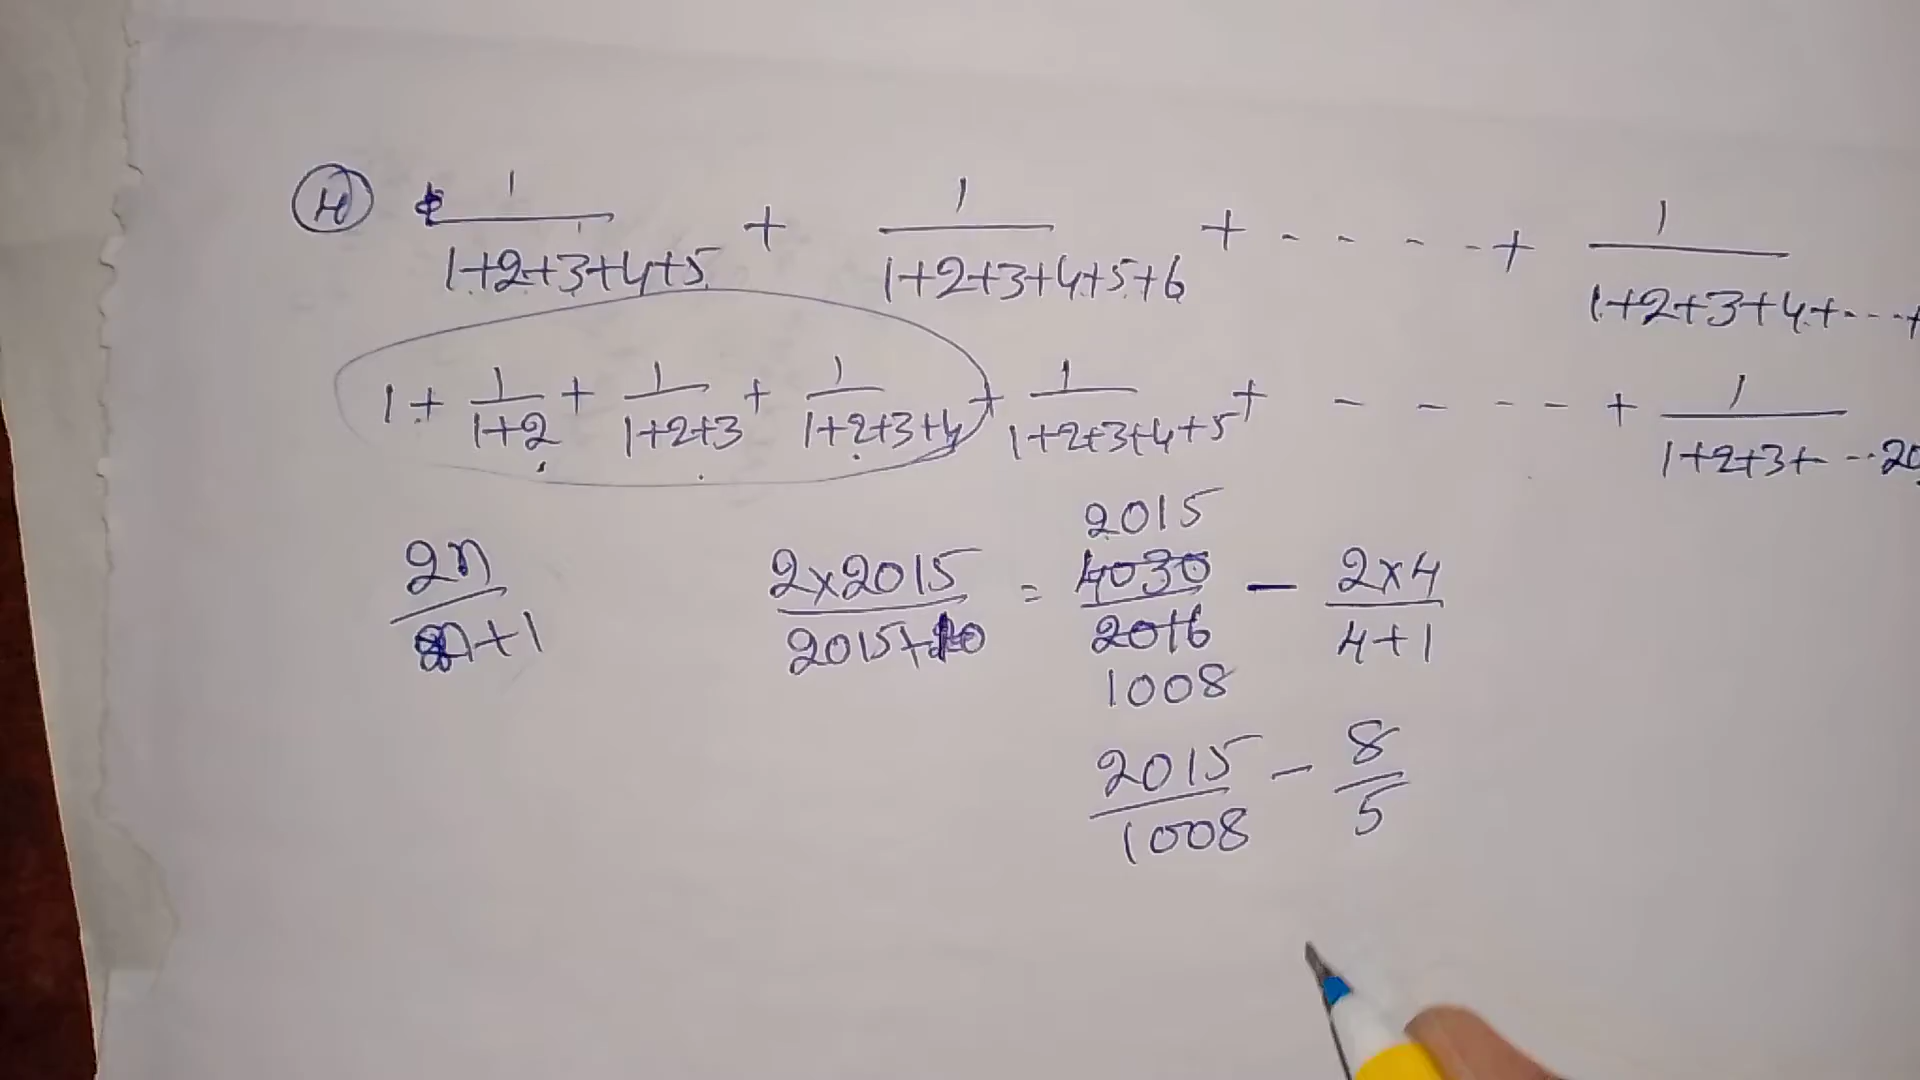 1/(1+2+3+4+5) + 1/(1+2+3+4+5+6) + - - - - + 1/(1+2+3+4+---+
1 + 1/(1+2) + 1/(1+2+3) + 1/(1+2+3+4) + 1/(1+2+3+4+5) + - - - - + 1/(1+2+3+--20
2n/(n+1) (2×2015)/(2015+ = 4030/2016 - (2×4)/(4+1)
2015
1008
2015/1008 - 8/5